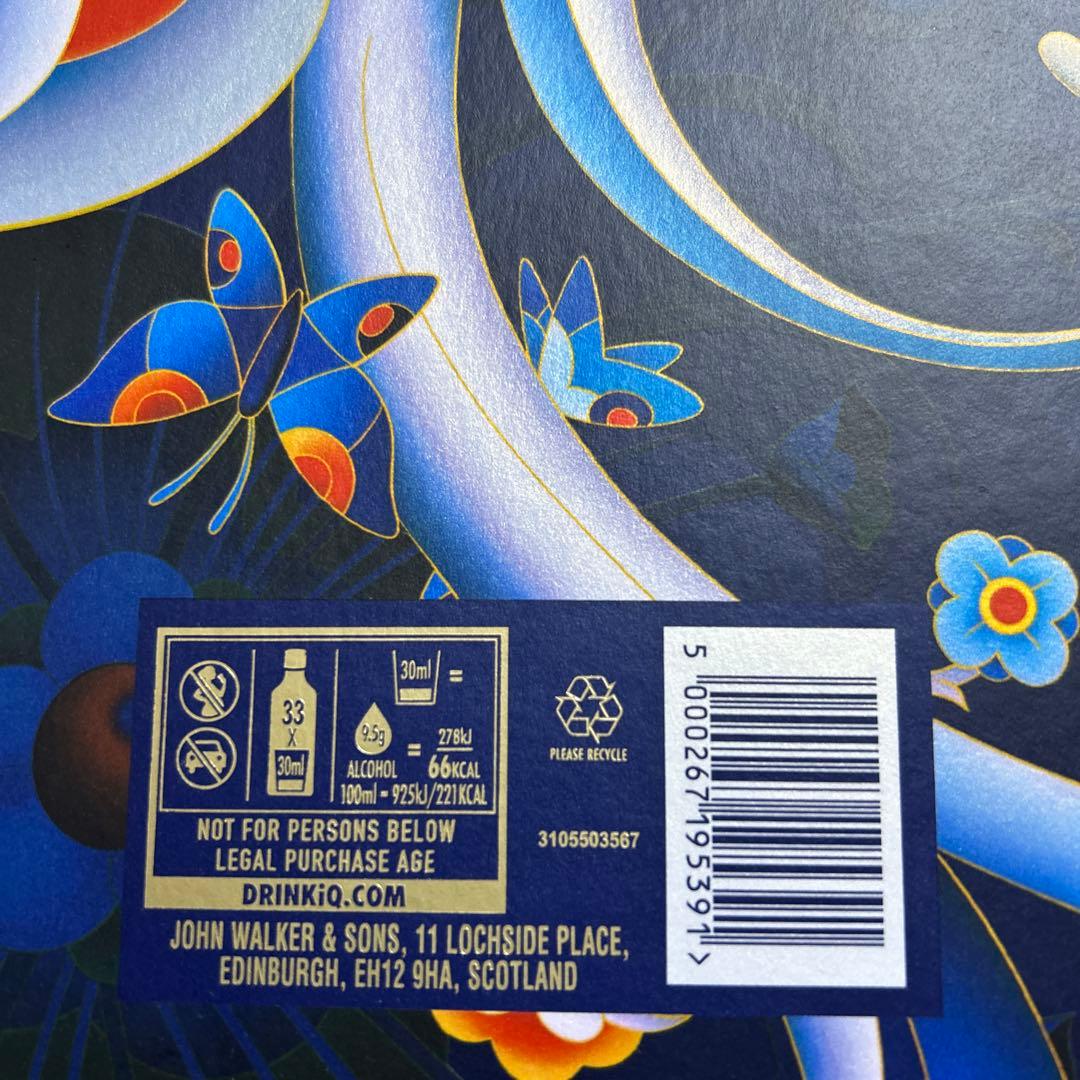 33
X
30ml
30ml =
9.5g
ALCOHOL
=
278kJ
66KCAL
100ml = 925kJ/221KCAL
NOT FOR PERSONS BELOW
LEGAL PURCHASE AGE
DRINKiQ.COM
JOHN WALKER & SONS, 11 LOCHSIDE PLACE,
EDINBURGH, EH12 9HA, SCOTLAND
PLEASE RECYCLE
3105503567
5 000267 195391 >